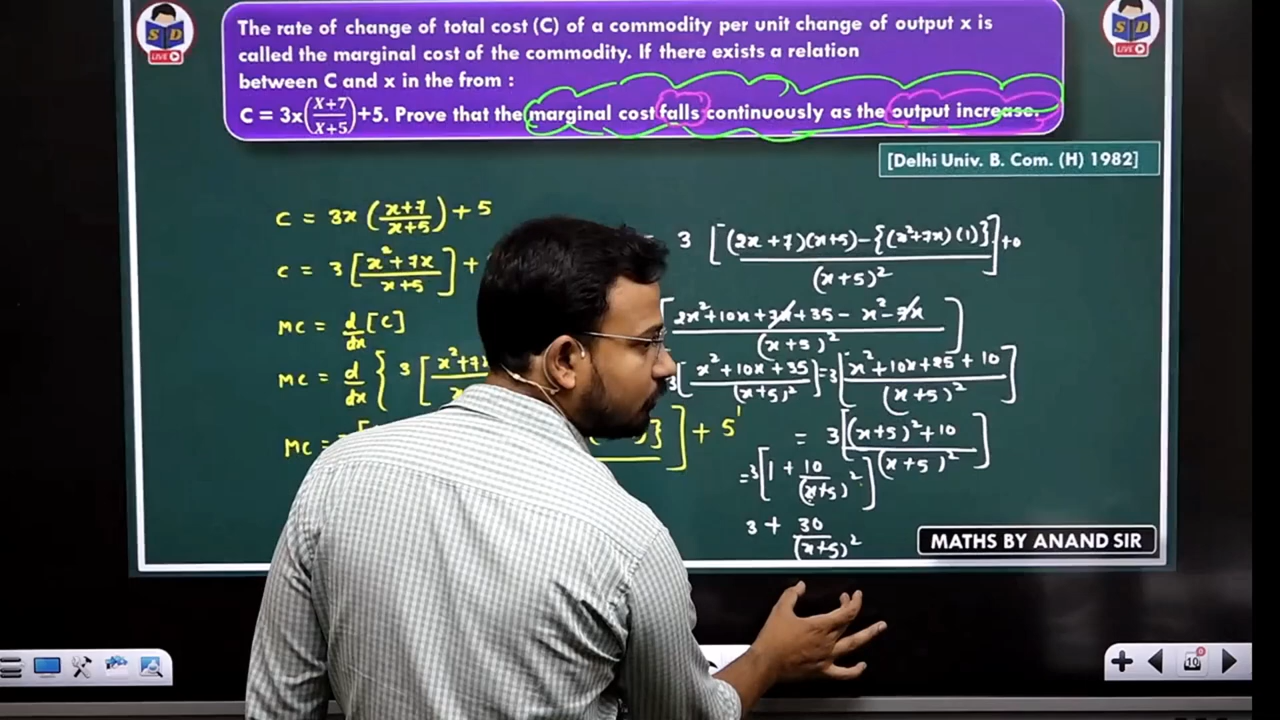 The rate of change of total cost (C) of a commodity per unit change of output x is
called the marginal cost of the commodity. If there exists a relation
between C and x in the from :
C = 3x((X+7)/(X+5))+5. Prove that the marginal cost falls continuously as the output increase.
[Delhi Univ. B. Com. (H) 1982]
SD
LIVE
SD
LIVE
C = 3x((x+7)/(x+5)) + 5
C = 3[(x²+7x)/(x+5)] +
MC = d/dx [C]
MC = d/dx { 3 [x²+7x
MC =
] + 5'
3 [((2x+7)(x+5) - {(x²+7x)(1)})/(x+5)²] + 0
[(2x²+10x+7x+35 - x²-7x)/(x+5)²]
3[(x²+10x+35)/(x+5)²] = 3[(x²+10x+25+10)/(x+5)²]
= 3[((x+5)²+10)/(x+5)²]
= 3[1 + 10/(x+5)²]
3 + 30/(x+5)²
MATHS BY ANAND SIR
10
0